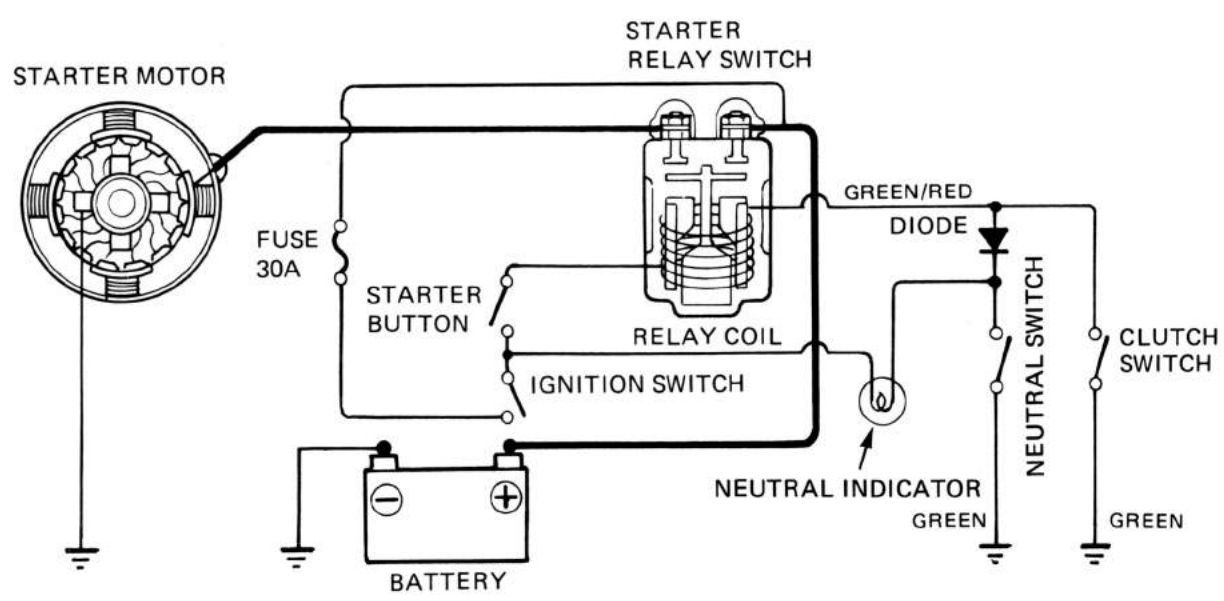 STARTER
RELAY SWITCH
STARTER MOTOR
GREEN/RED
DIODE
FUSE
30A
STARTER
BUTTON
RELAY COIL
NEUTRAL SWITCH
CLUTCH
SWITCH
IGNITION SWITCH
NEUTRAL INDICATOR
− +
GREEN
GREEN
BATTERY